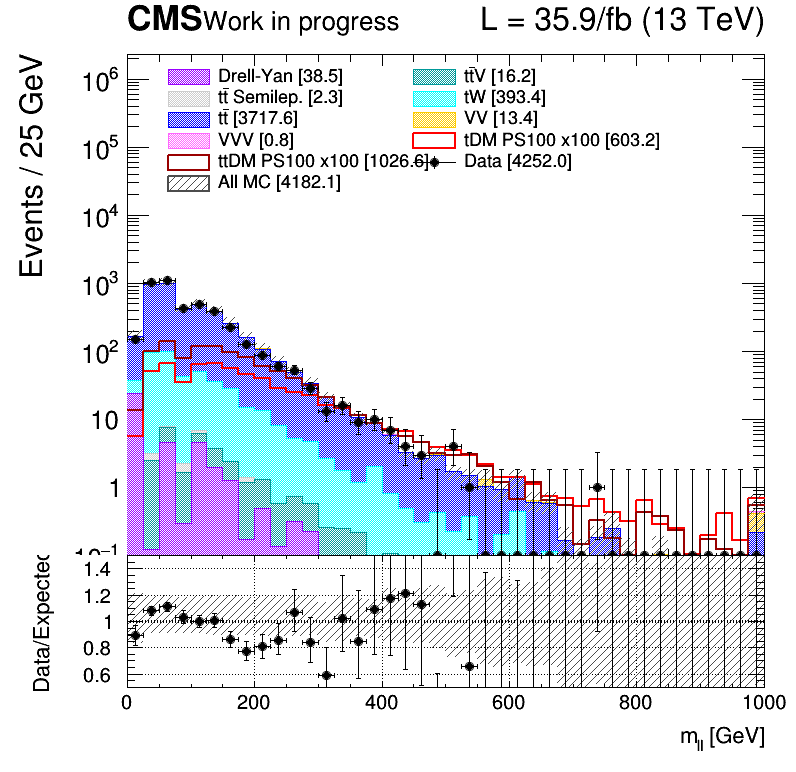 CMS Work in progress L = 35.9/fb (13 TeV)
Events / 25 GeV
10⁶
10⁵
10⁴
10³
10²
10
1
10⁻¹
Drell-Yan [38.5] tt̄V [16.2]
tt̄ Semilep. [2.3] tW [393.4]
tt̄ [3717.6] VV [13.4]
VVV [0.8] tDM PS100 x100 [603.2]
ttDM PS100 x100 [1026.6] Data [4252.0]
All MC [4182.1]
Data/Expected
1.4
1.2
1
0.8
0.6
0 200 400 600 800 1000
m_ll [GeV]